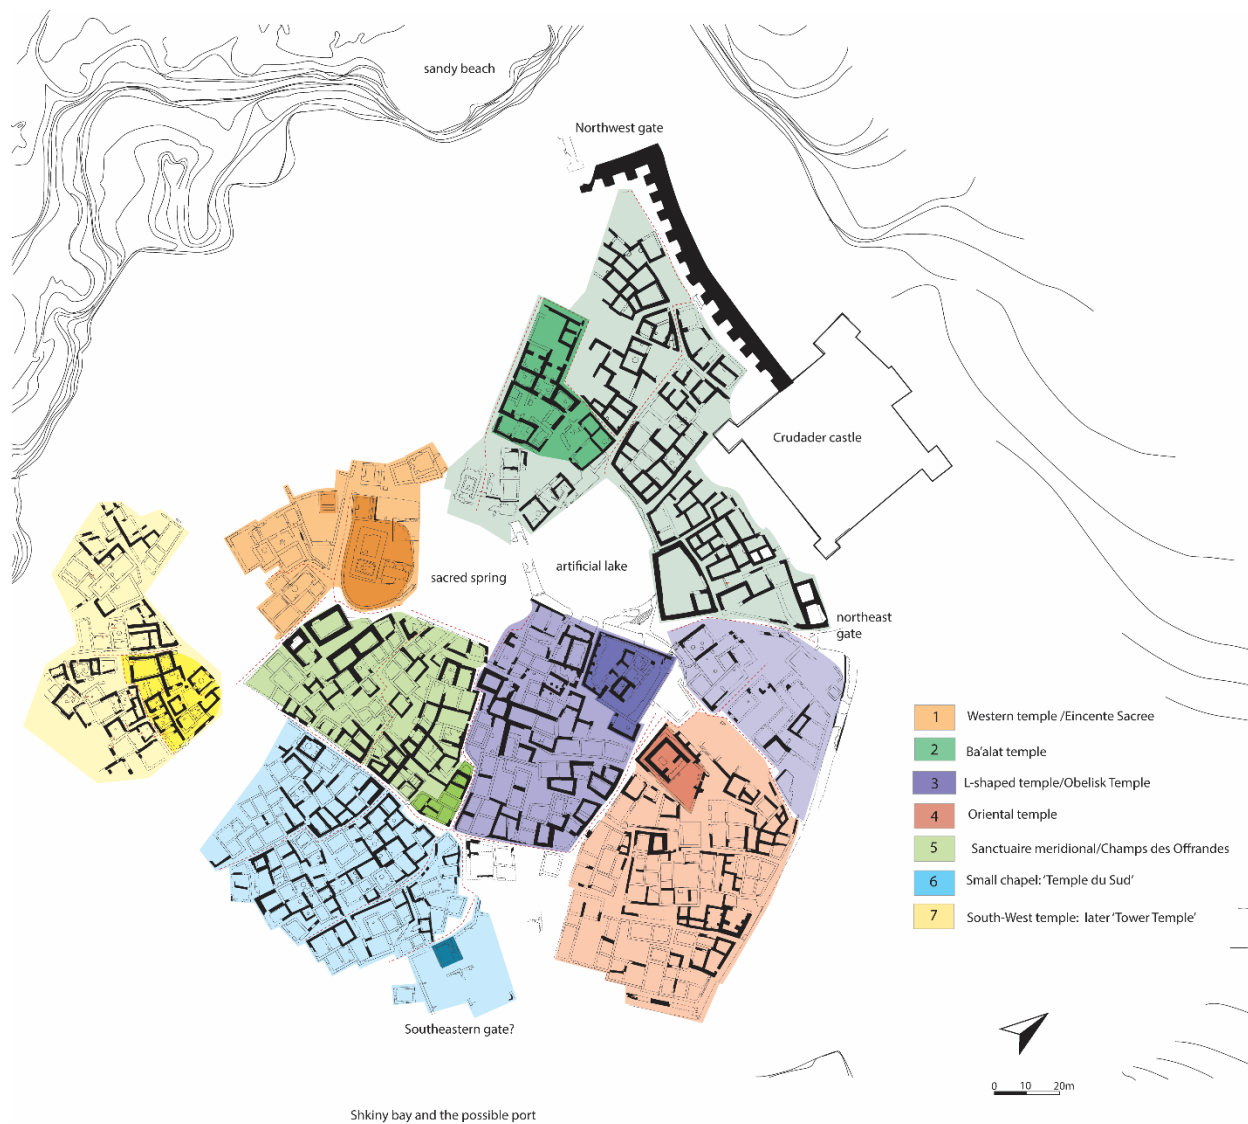 sandy beach
Northwest gate
Crudader castle
sacred spring
artificial lake
northeast
gate
1 Western temple /Eincente Sacree
2 Ba'alat temple
3 L-shaped temple/Obelisk Temple
4 Oriental temple
5 Sanctuaire meridional/Champs des Offrandes
6 Small chapel: 'Temple du Sud'
7 South-West temple: later 'Tower Temple'
Southeastern gate?
0 10 20m
Shkiny bay and the possible port